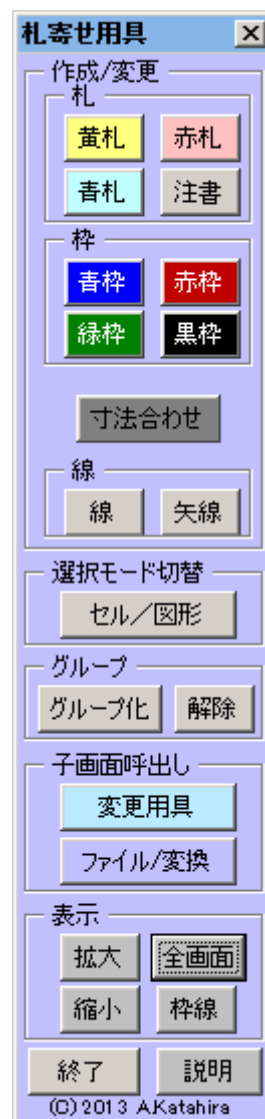 札寄せ用具
作成/変更
札
黄札 赤札
青札 注書
枠
青枠 赤枠
緑枠 黒枠
寸法合わせ
線
線 矢線
選択モード切替
セル／図形
グループ
グループ化 解除
子画面呼出し
変更用具
ファイル/変換
表示
拡大 全画面
縮小 枠線
終了 説明
(C)2013 A.Katahira